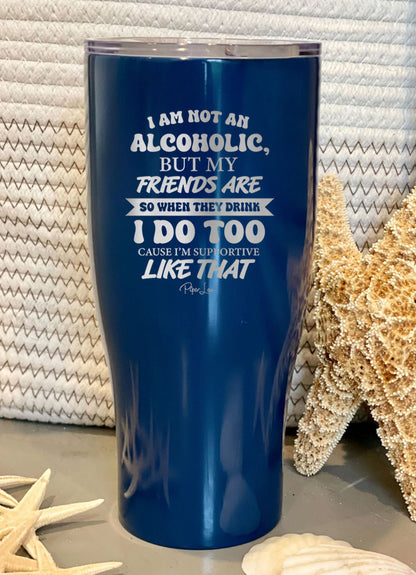 I AM NOT AN
ALCOHOLIC,
BUT MY
FRIENDS ARE
SO WHEN THEY DRINK
I DO TOO
CAUSE I'M SUPPORTIVE
LIKE THAT
Piper Lou